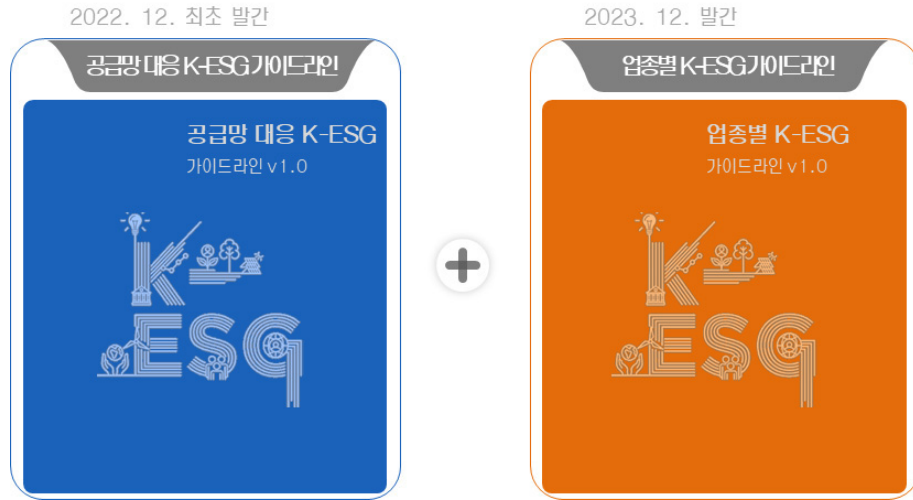 2022. 12. 최초 발간
공급망 대응 K-ESG 가이드라인
공급망 대응 K-ESG
가이드라인 v1.0
K-
ESG
2023. 12. 발간
업종별 K-ESG 가이드라인
업종별 K-ESG
가이드라인 v1.0
K-
ESG